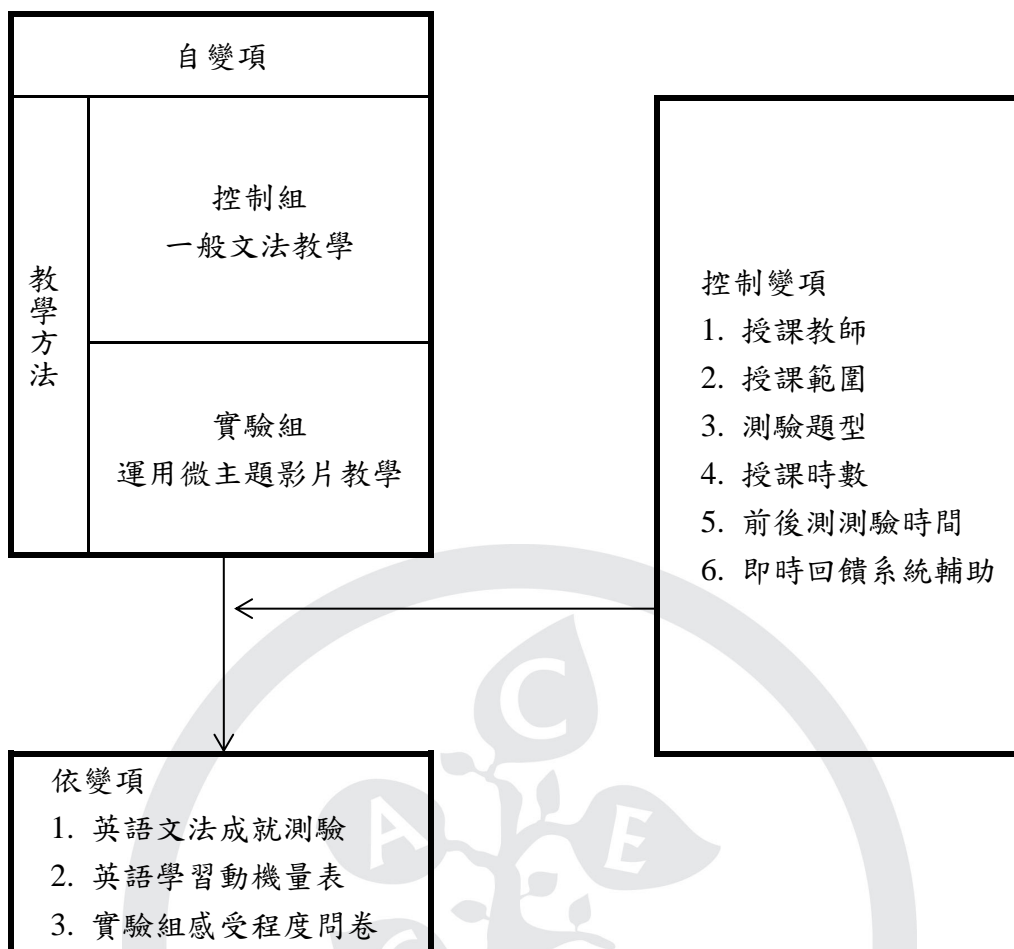 自變項
教學方法
控制組
一般文法教學
實驗組
運用微主題影片教學
控制變項
1. 授課教師
2. 授課範圍
3. 測驗題型
4. 授課時數
5. 前後測測驗時間
6. 即時回饋系統輔助
依變項
1. 英語文法成就測驗
2. 英語學習動機量表
3. 實驗組感受程度問卷
C
A
E